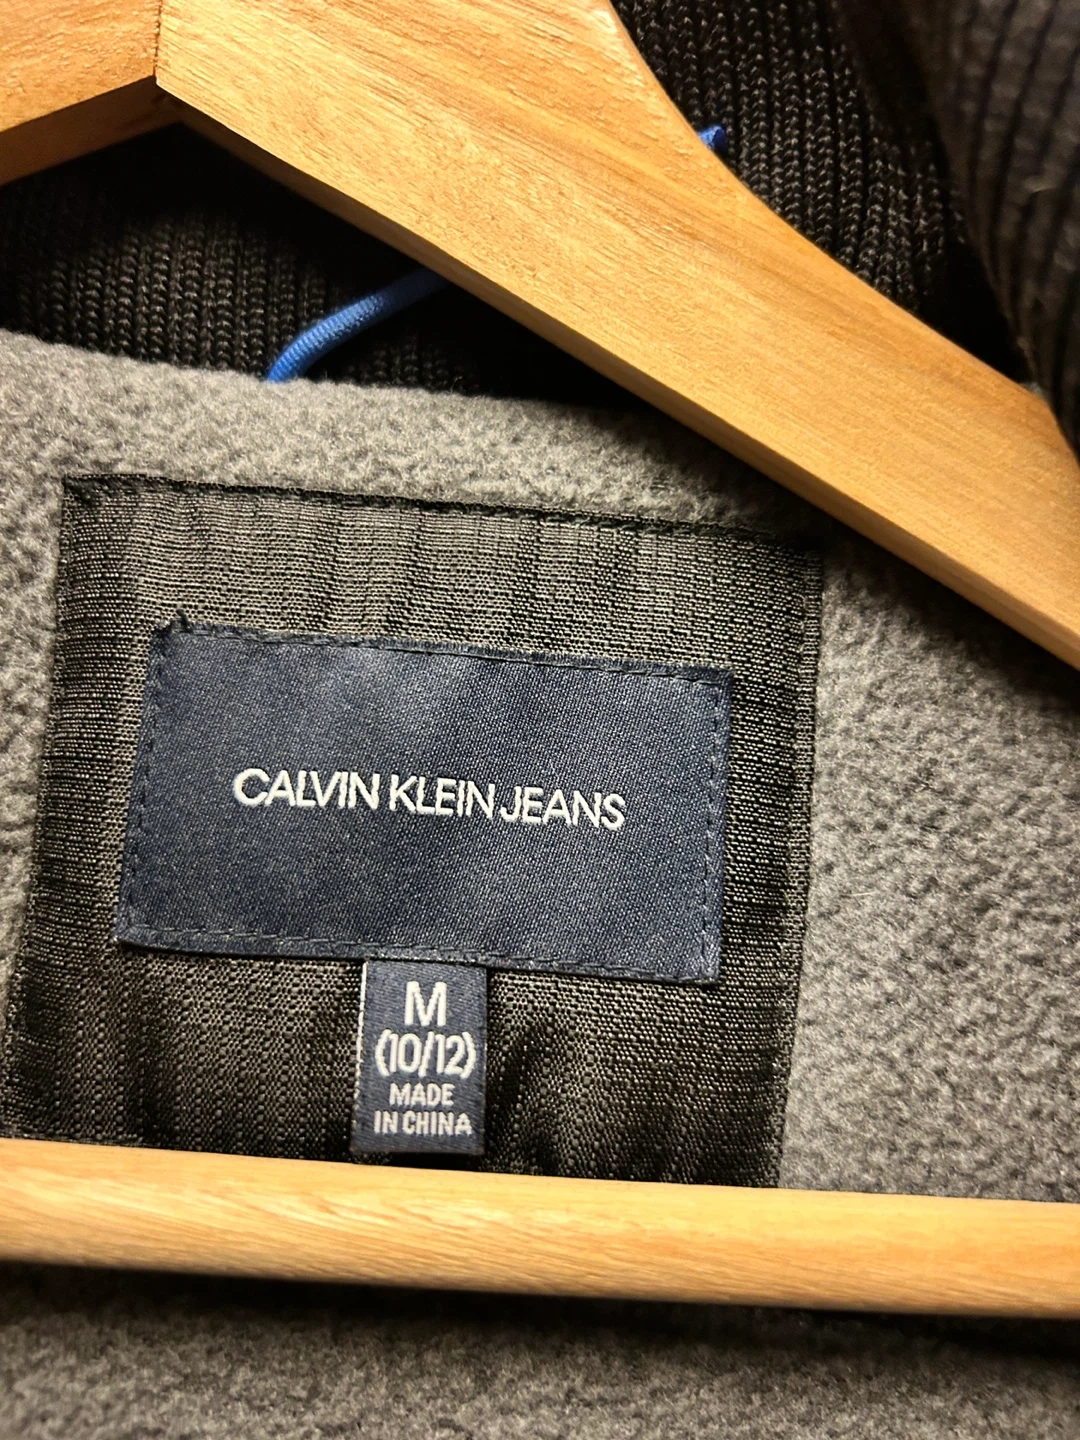 CALVIN KLEIN JEANS
M
(10/12)
MADE
IN CHINA